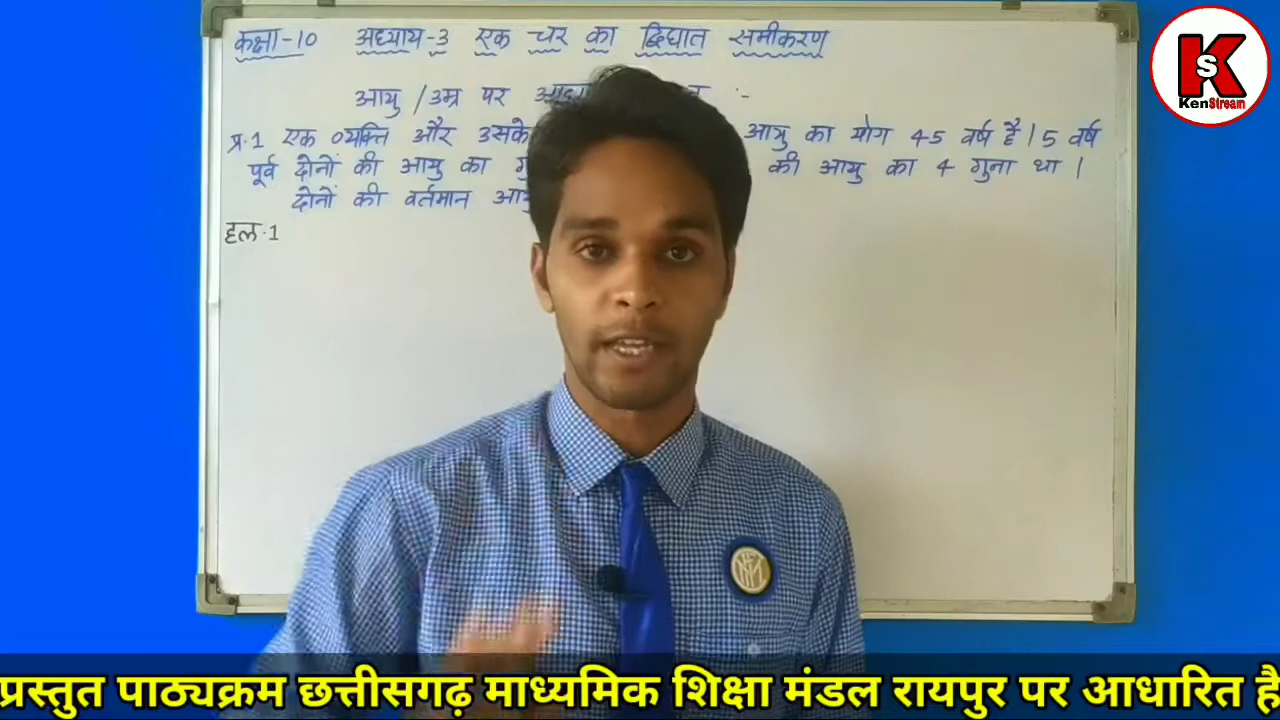 कक्षा-10 अध्याय-3 एक चर का द्विघात समीकरण
आयु / उम्र पर :-
प्र.1 एक व्यक्ति और उसके आयु का योग 45 वर्ष है। 5 वर्ष
पूर्व दोनों की आयु का की आयु का 4 गुना था।
दोनों की वर्तमान
हल.1
KS
KenStream
प्रस्तुत पाठ्यक्रम छत्तीसगढ़ माध्यमिक शिक्षा मंडल रायपुर पर आधारित है